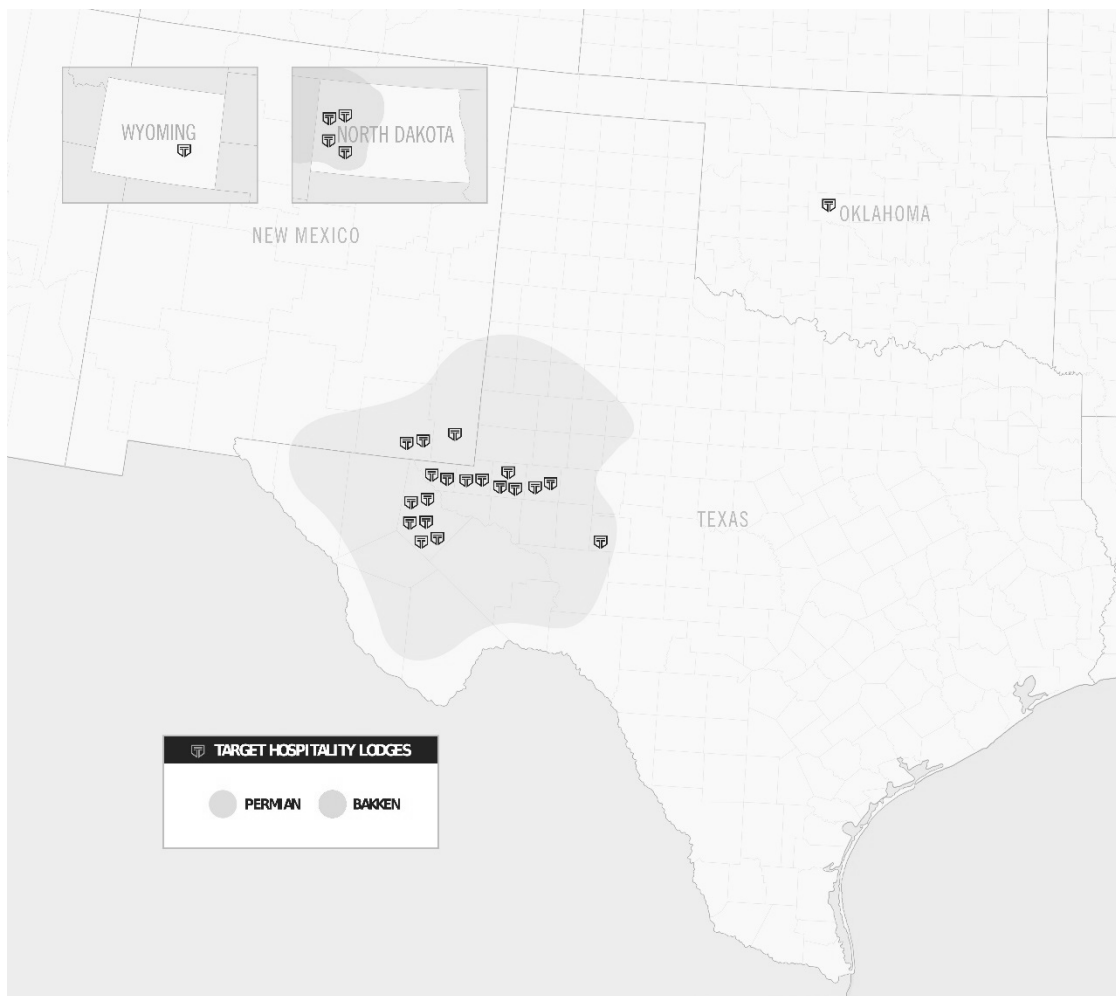 WYOMING
NORTH DAKOTA
NEW MEXICO
OKLAHOMA
TEXAS
TARGET HOSPITALITY LODGES
PERMIAN BAKKEN